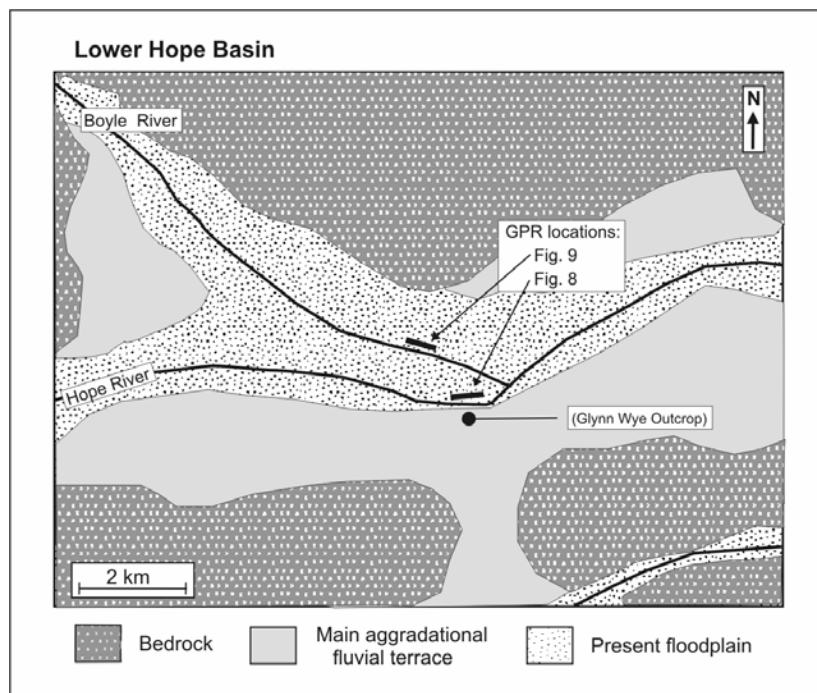 Lower Hope Basin
Boyle River
N
GPR locations:
Fig. 9
Fig. 8
Hope River
(Glynn Wye Outcrop)
2 km
Bedrock
Main aggradational
fluvial terrace
Present floodplain